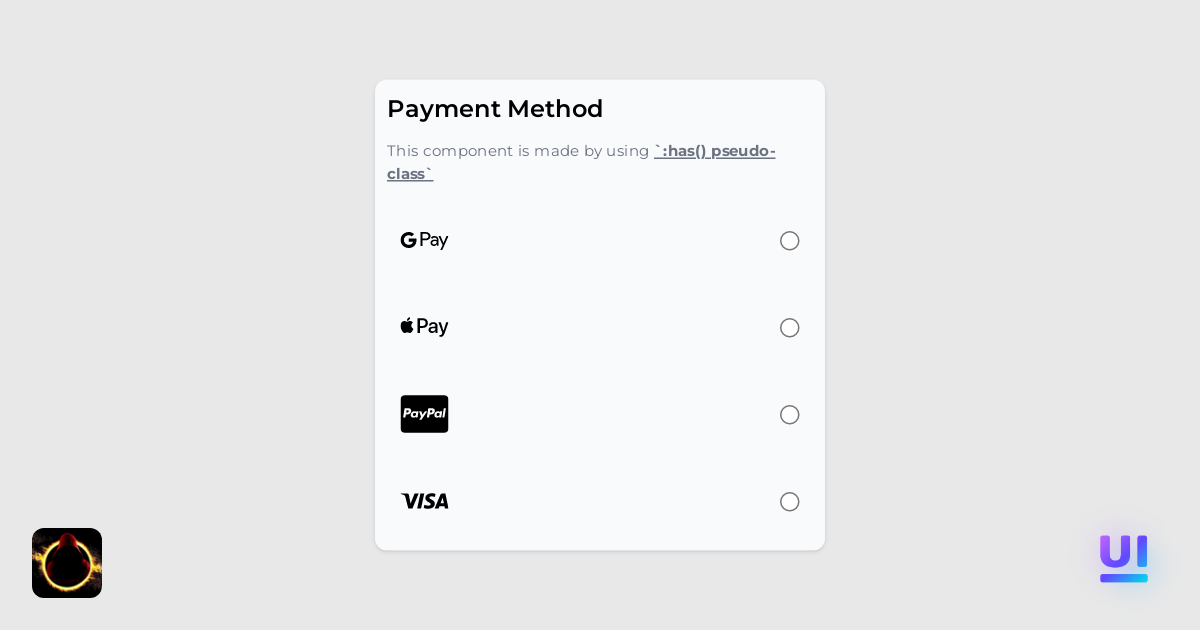 Payment Method
This component is made by using `:has() pseudo-
class`
G Pay
Pay
PayPal
VISA
UI